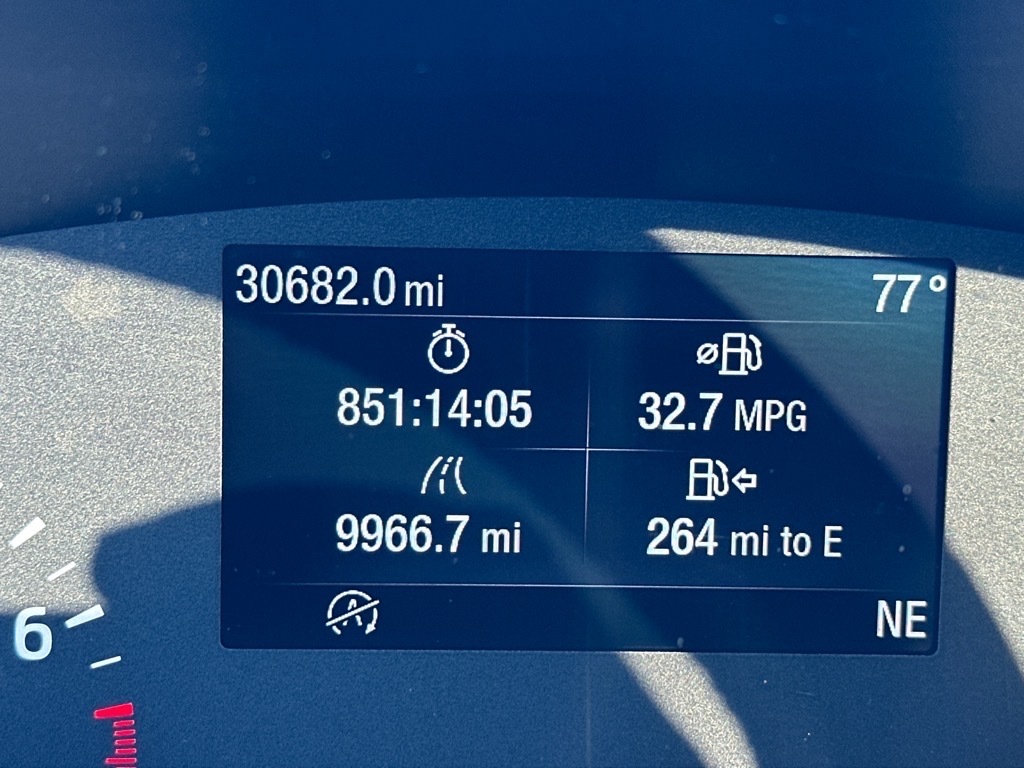 30682.0 mi 77°
851:14:05 32.7 MPG
9966.7 mi 264 mi to E
A NE
6